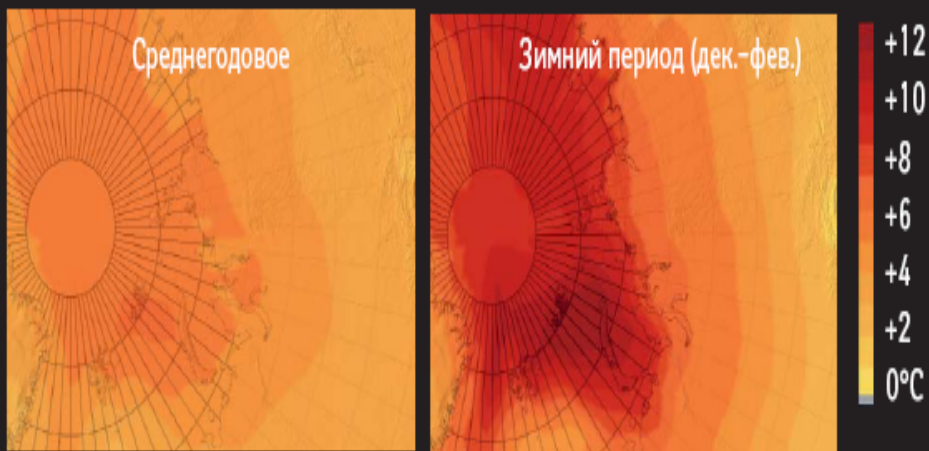 Среднегодовое
Зимний период (дек.-фев.)
+12
+10
+8
+6
+4
+2
0°C